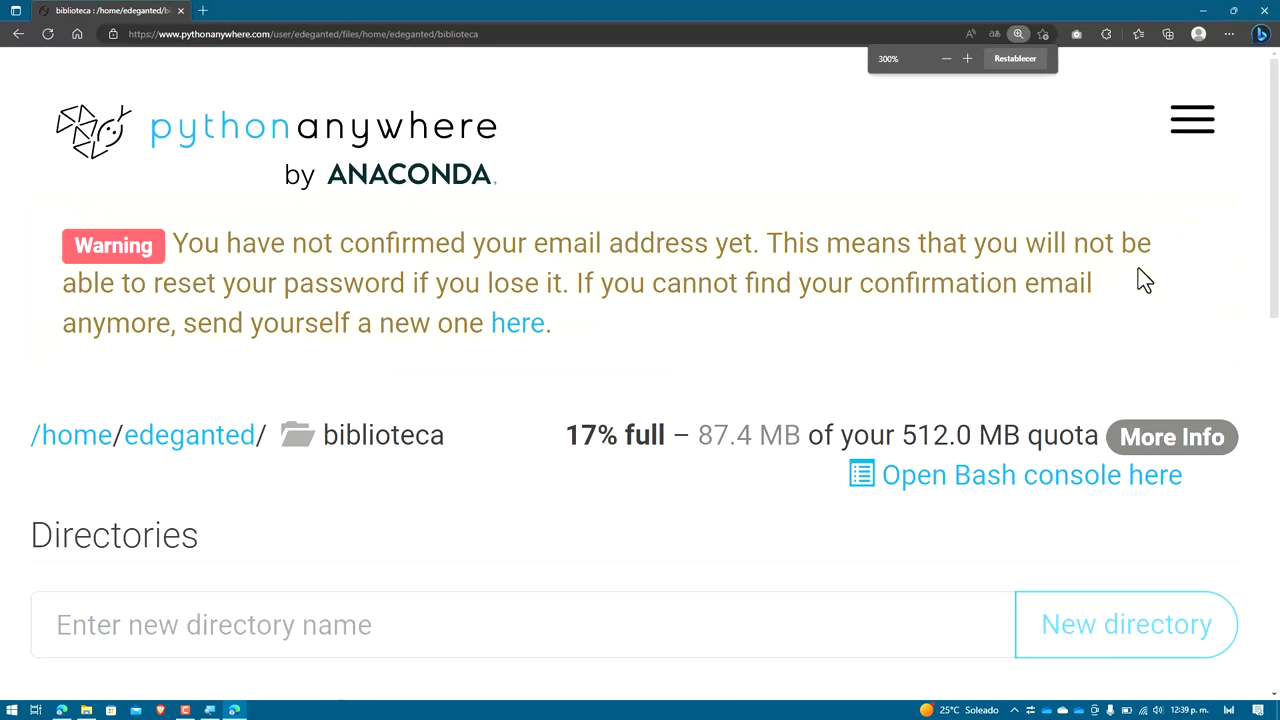 biblioteca : /home/edeganted/bib
https://www.pythonanywhere.com/user/edeganted/files/home/edeganted/biblioteca
300%
Restablecer
pythonanywhere
by ANACONDA.
Warning You have not confirmed your email address yet. This means that you will not be
able to reset your password if you lose it. If you cannot find your confirmation email
anymore, send yourself a new one here.
/home/edeganted/ biblioteca
17% full – 87.4 MB of your 512.0 MB quota More Info
Open Bash console here
Directories
Enter new directory name
New directory
25°C Soleado
12:39 p. m.